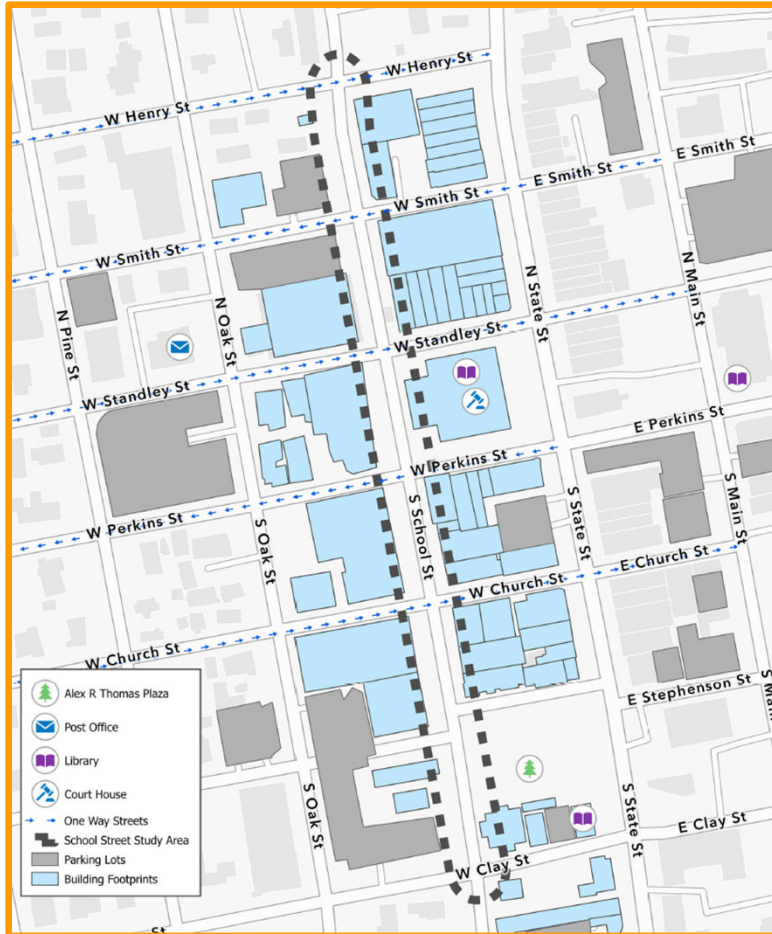 W Henry St
W Henry St
E Smith St
W Smith St
E Smith St
W Smith St
N Pine St
N Oak St
N State St
N Main St
W Standley St
W Standley St
E Perkins St
W Perkins St
W Perkins St
S Oak St
S School St
S State St
S Main St
E Church St
W Church St
W Church St
E Stephenson St
S Main
S Oak St
S State St
E Clay St
W Clay St
St
Alex R Thomas Plaza
Post Office
Library
Court House
One Way Streets
School Street Study Area
Parking Lots
Building Footprints